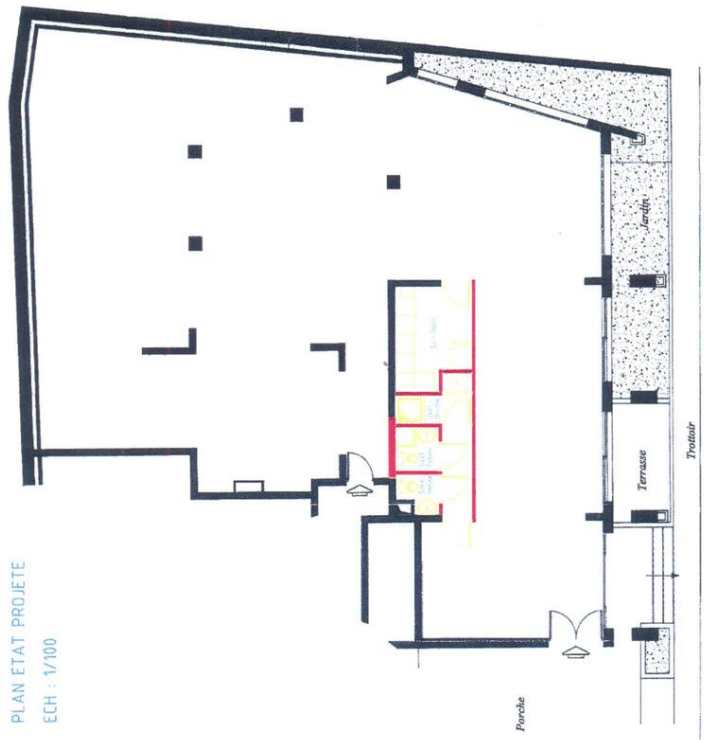 PLAN ETAT PROJETE
ECH : 1/100
Jardin
Terrasse
Trottoir
Porche